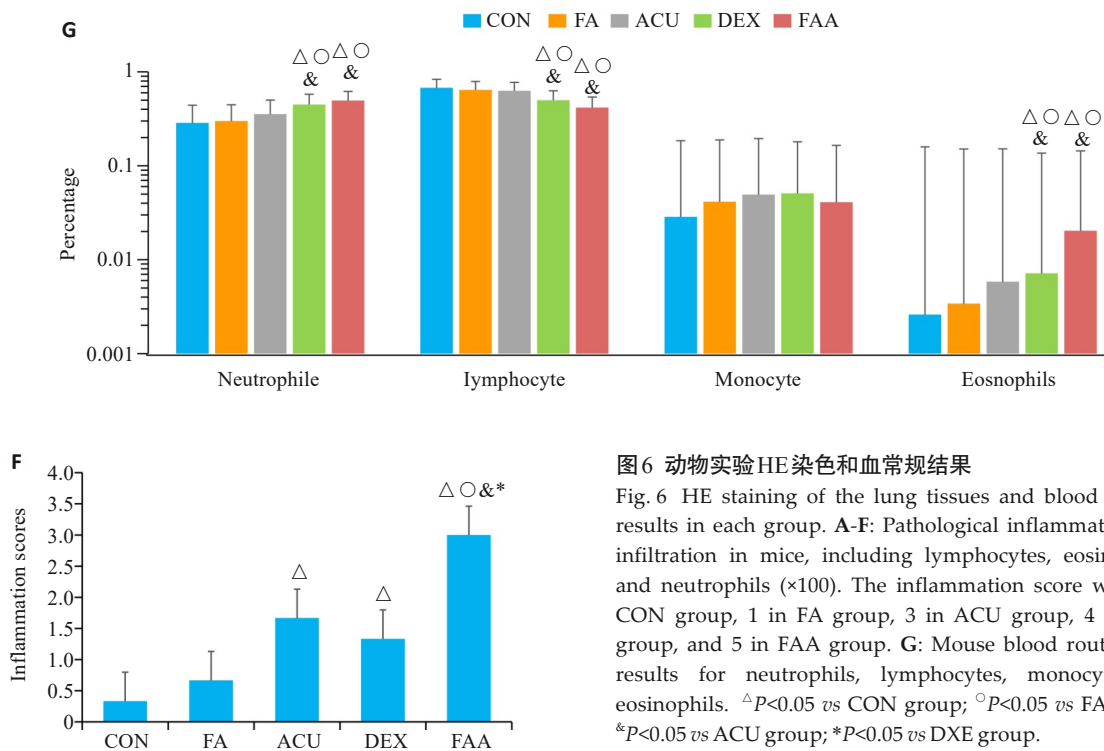 G
CON FA ACU DEX FAA
△ ○ △ ○ △ ○ △ ○ △ ○ △ ○
& & & & & &
1
0.1
0.01
0.001
Percentage
Neutrophile Iymphocyte Monocyte Eosnophils
F
4.0
3.5
3.0
2.5
2.0
1.5
1.0
0.5
0
Inflammation scores
△ △ △ ○ & *
CON FA ACU DEX FAA
图6 动物实验HE染色和血常规结果
Fig. 6 HE staining of the lung tissues and blood
results in each group. A-F: Pathological inflammat
infiltration in mice, including lymphocytes, eosin
and neutrophils (×100). The inflammation score w
CON group, 1 in FA group, 3 in ACU group, 4
group, and 5 in FAA group. G: Mouse blood rout
results for neutrophils, lymphocytes, monocy
eosinophils. △P<0.05 vs CON group; ○P<0.05 vs FA
&P<0.05 vs ACU group; *P<0.05 vs DXE group.